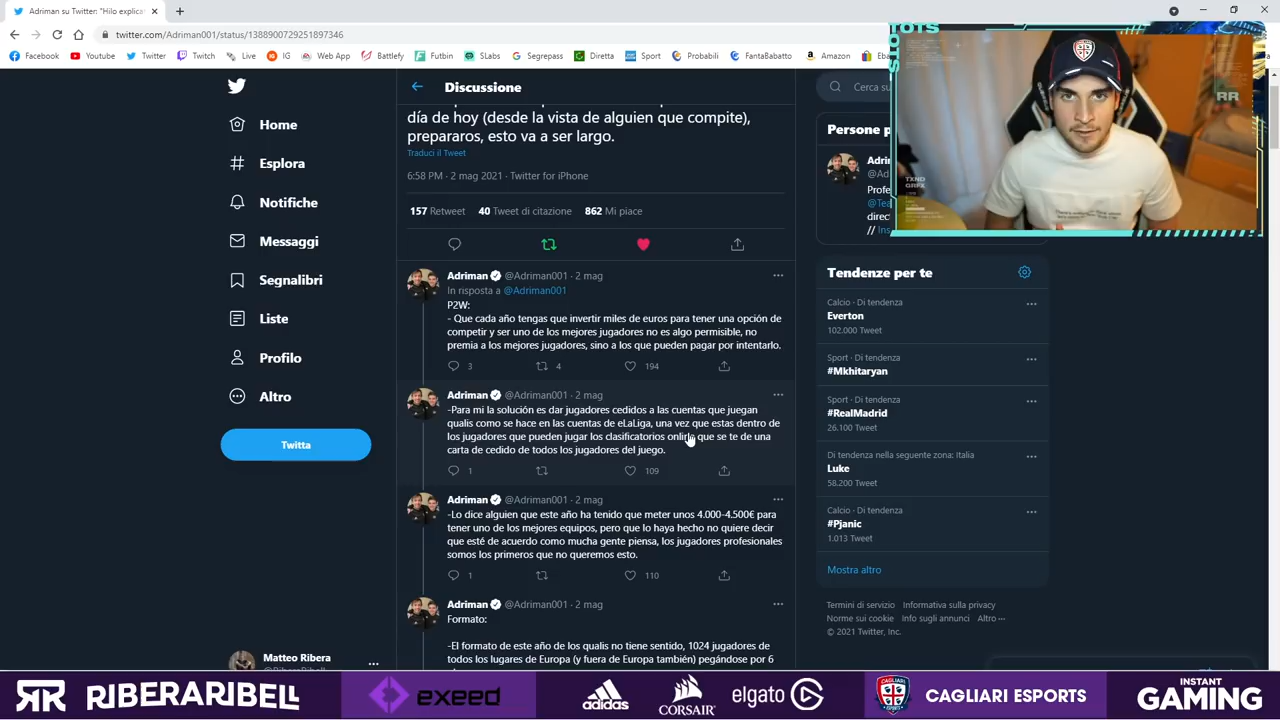 Adriman su Twitter: "Hilo explica
twitter.com/Adriman001/status/1388900729251897346
Facebook
Youtube
Twitter
Twitch
Live
IG
Web App
Battlefy
Futbin
SLabs
Segrepass
Diretta
Sport
Probabili
FantaBabatto
Amazon
Home
Esplora
Notifiche
Messaggi
Segnalibri
Liste
Profilo
Altro
Twitta
Matteo Ribera
Discussione
día de hoy (desde la vista de alguien que compite),
prepararos, esto va a ser largo.
Traduci il Tweet
6:58 PM · 2 mag 2021 · Twitter for iPhone
157 Retweet 40 Tweet di citazione 862 Mi piace
Adriman @Adriman001 · 2 mag
In risposta a @Adriman001
P2W:
- Que cada año tengas que invertir miles de euros para tener una opción de
competir y ser uno de los mejores jugadores no es algo permisible, no
premia a los mejores jugadores, sino a los que pueden pagar por intentarlo.
3 4 194
Adriman @Adriman001 · 2 mag
-Para mi la solución es dar jugadores cedidos a las cuentas que juegan
qualis como se hace en las cuentas de eLaLiga, una vez que estas dentro de
los jugadores que pueden jugar los clasificatorios online que se te de una
carta de cedido de todos los jugadores del juego.
1 109
Adriman @Adriman001 · 2 mag
-Lo dice alguien que este año ha tenido que meter unos 4.000-4.500€ para
tener uno de los mejores equipos, pero que lo haya hecho no quiere decir
que esté de acuerdo como mucha gente piensa, los jugadores profesionales
somos los primeros que no queremos esto.
1 110
Adriman @Adriman001 · 2 mag
Formato:
-El formato de este año de los qualis no tiene sentido, 1024 jugadores de
todos los lugares de Europa (y fuera de Europa también) pegándose por 6
Cerca su
Persone p
Adri
@Ad
Profe
@Tea
direc
// Ins
Tendenze per te
Calcio · Di tendenza
Everton
102.000 Tweet
Sport · Di tendenza
#Mkhitaryan
Sport · Di tendenza
#RealMadrid
26.100 Tweet
Di tendenza nella seguente zona: Italia
Luke
58.200 Tweet
Calcio · Di tendenza
#Pjanic
1.013 Tweet
Mostra altro
Termini di servizio Informativa sulla privacy
Norme sui cookie Info sugli annunci Altro
© 2021 Twitter, Inc.
TOTS
RR
TXND
GRFX
RR RIBERARIBELL
exeed
adidas
CORSAIR
elgato
CAGLIARI ESPORTS
INSTANT
GAMING